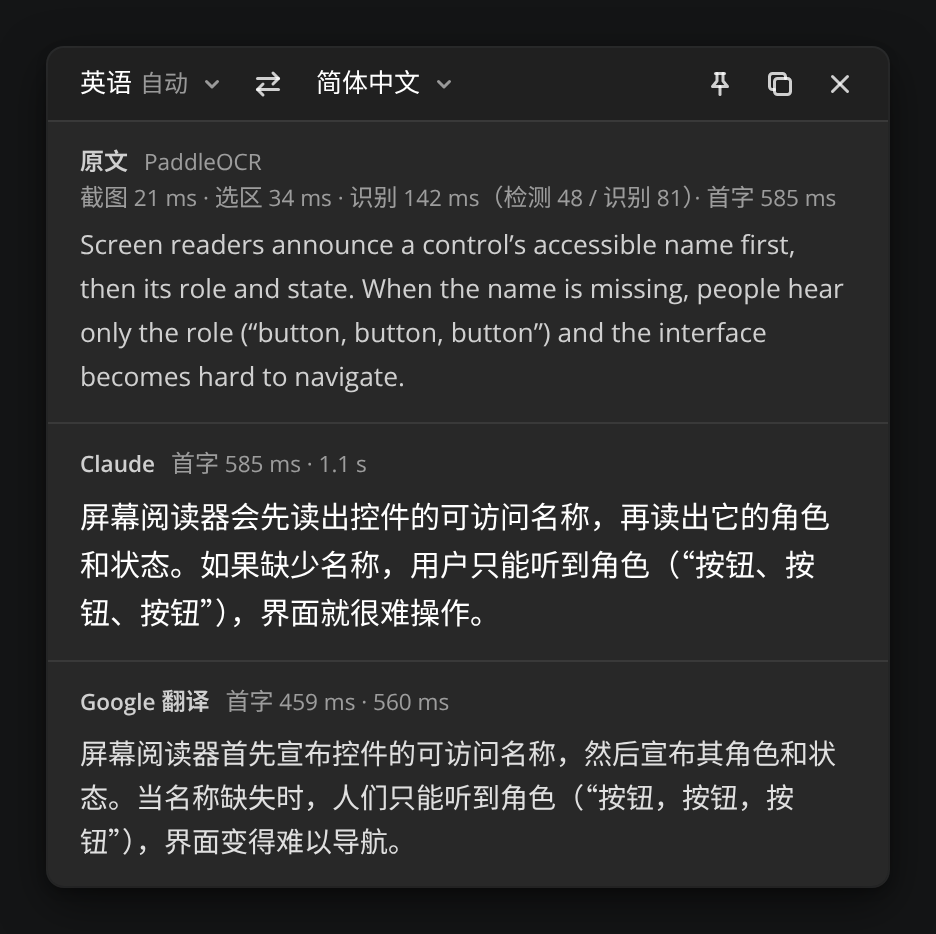 英语 自动 简体中文
原文 PaddleOCR
截图 21 ms · 选区 34 ms · 识别 142 ms（检测 48 / 识别 81）· 首字 585 ms
Screen readers announce a control’s accessible name first,
then its role and state. When the name is missing, people hear
only the role (“button, button, button”) and the interface
becomes hard to navigate.
Claude 首字 585 ms · 1.1 s
屏幕阅读器会先读出控件的可访问名称，再读出它的角色
和状态。如果缺少名称，用户只能听到角色（“按钮、按
钮、按钮”），界面就很难操作。
Google 翻译 首字 459 ms · 560 ms
屏幕阅读器首先宣布控件的可访问名称，然后宣布其角色和状
态。当名称缺失时，人们只能听到角色（“按钮，按钮，按
钮”），界面变得难以导航。